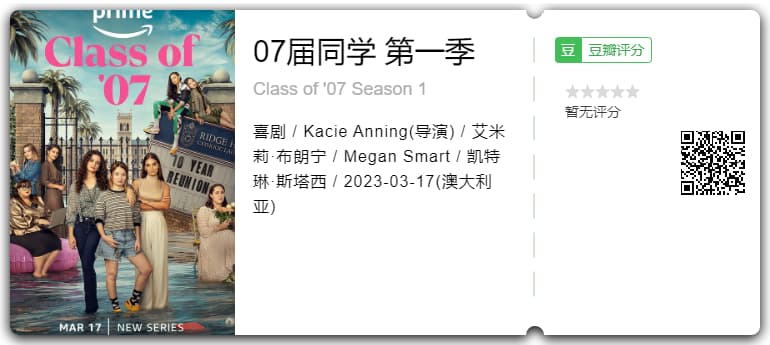 prime
Class of
'07
RIDGE H
10 YEAR
REUNION
MAR 17 | NEW SERIES
07届同学 第一季
Class of '07 Season 1
喜剧 / Kacie Anning(导演) / 艾米
莉·布朗宁 / Megan Smart / 凯特
琳·斯塔西 / 2023-03-17(澳大利
亚)
豆 豆瓣评分
暂无评分